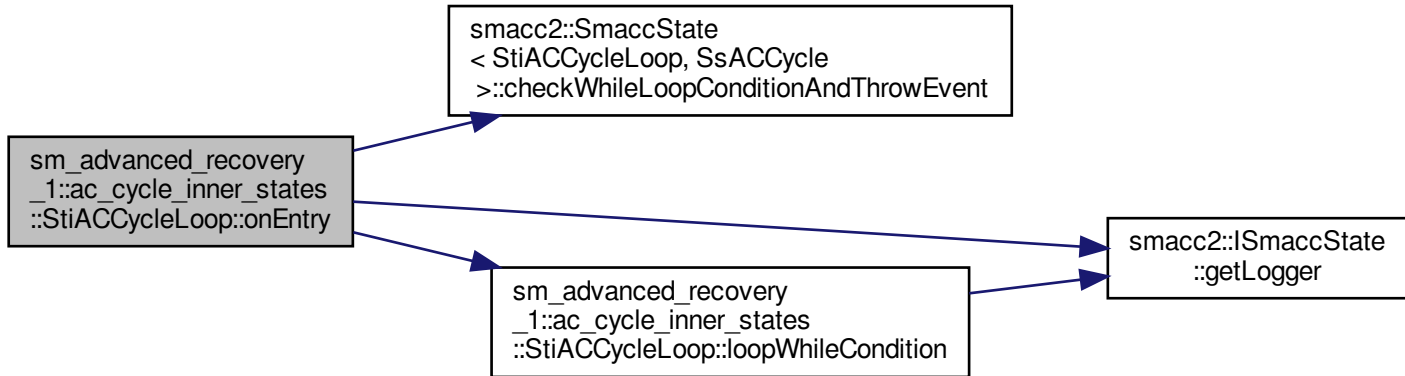 smacc2::SmaccState
< StiACCycleLoop, SsACCycle
>::checkWhileLoopConditionAndThrowEvent
sm_advanced_recovery
_1::ac_cycle_inner_states
::StiACCycleLoop::onEntry
smacc2::ISmaccState
::getLogger
sm_advanced_recovery
_1::ac_cycle_inner_states
::StiACCycleLoop::loopWhileCondition